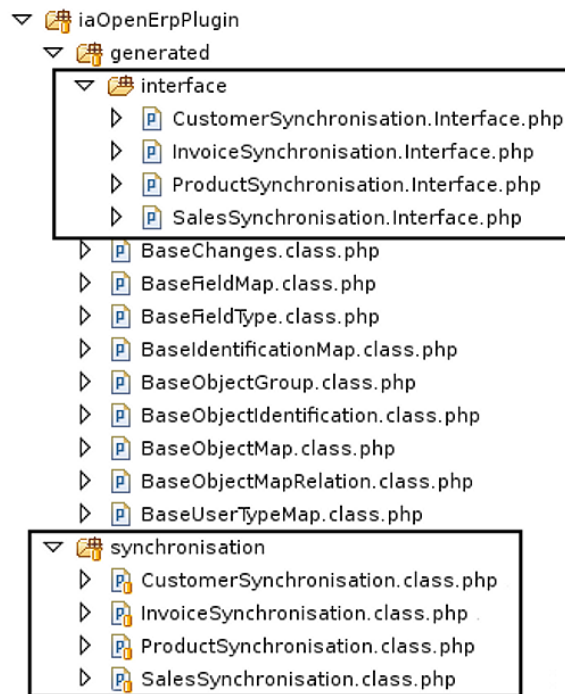 iaOpenErpPlugin
generated
interface
CustomerSynchronisation.Interface.php
InvoiceSynchronisation.Interface.php
ProductSynchronisation.Interface.php
SalesSynchronisation.Interface.php
BaseChanges.class.php
BaseFieldMap.class.php
BaseFieldType.class.php
BaseIdentificationMap.class.php
BaseObjectGroup.class.php
BaseObjectIdentification.class.php
BaseObjectMap.class.php
BaseObjectMapRelation.class.php
BaseUserTypeMap.class.php
synchronisation
CustomerSynchronisation.class.php
InvoiceSynchronisation.class.php
ProductSynchronisation.class.php
SalesSynchronisation.class.php